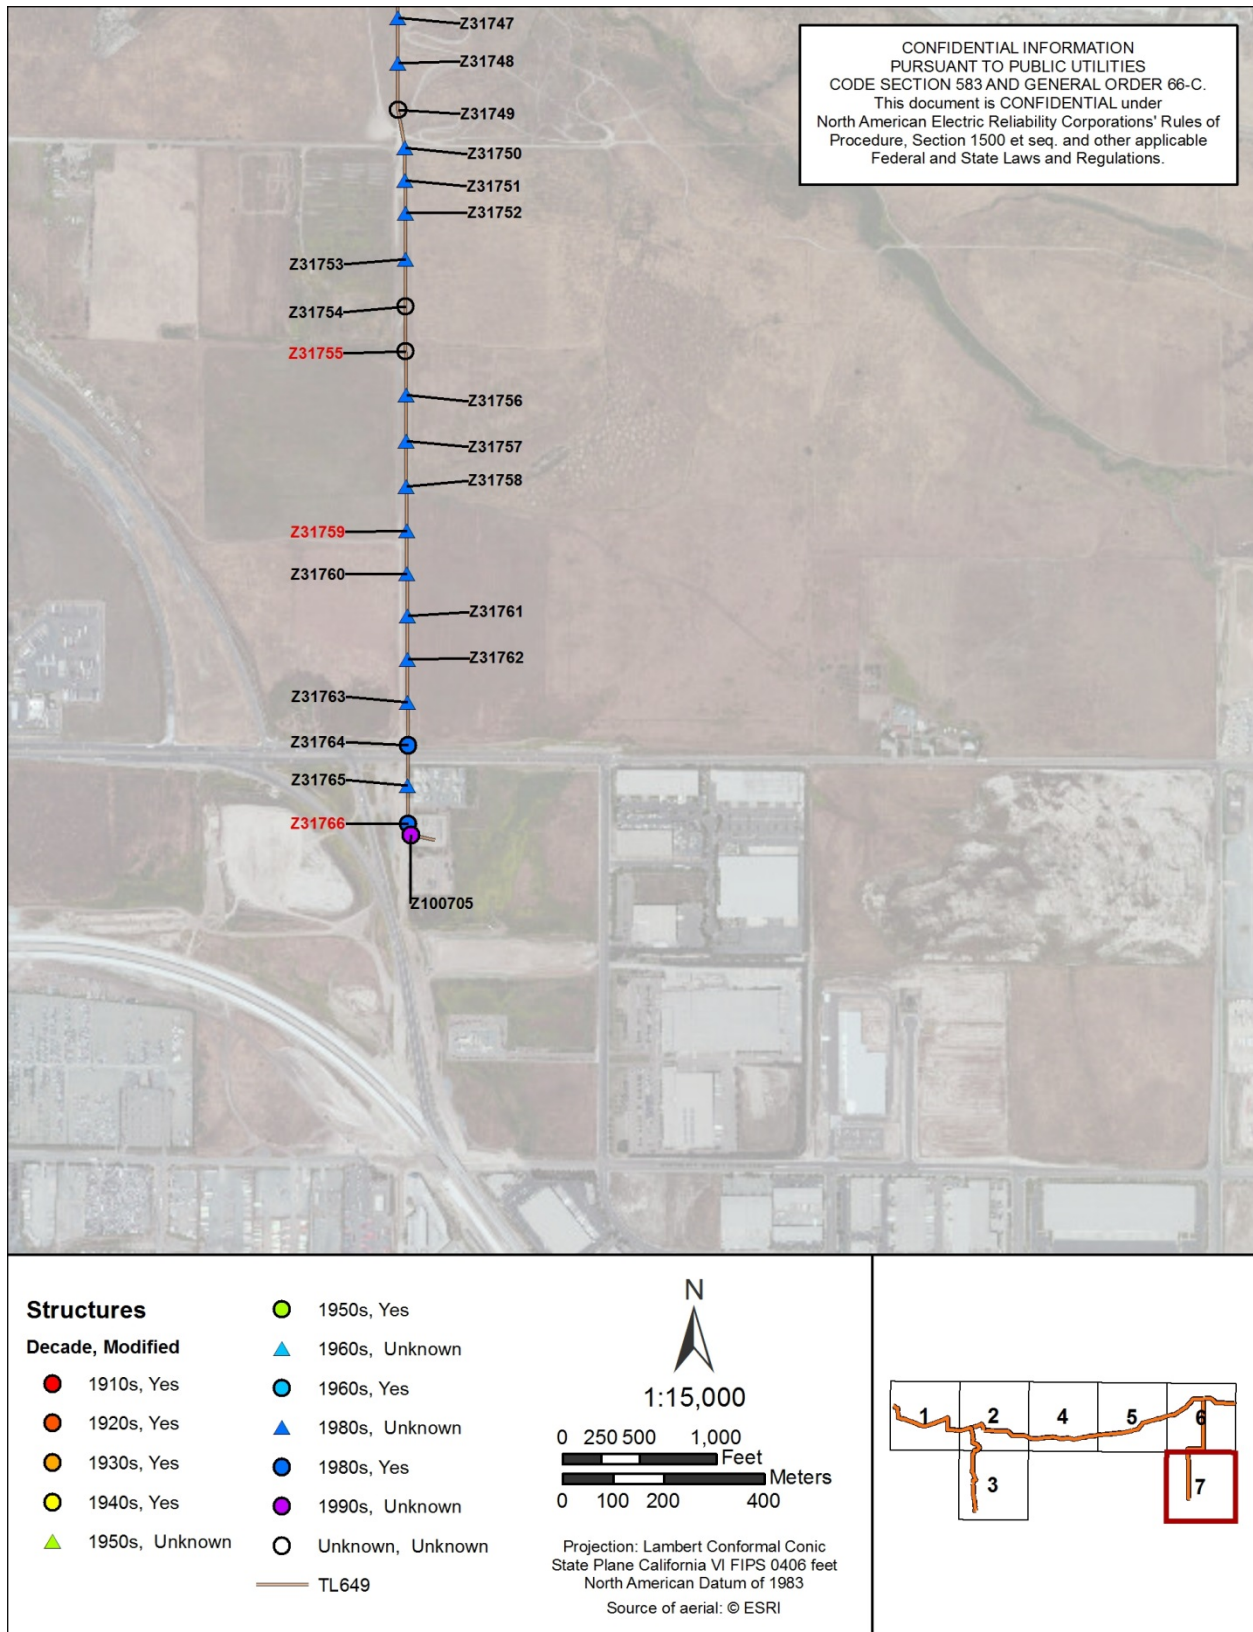 Z31747
Z31748
Z31749
Z31750
Z31751
Z31752
Z31753
Z31754
Z31755
Z31756
Z31757
Z31758
Z31759
Z31760
Z31761
Z31762
Z31763
Z31764
Z31765
Z31766
Z100705
CONFIDENTIAL INFORMATION
PURSUANT TO PUBLIC UTILITIES
CODE SECTION 583 AND GENERAL ORDER 66-C.
This document is CONFIDENTIAL under
North American Electric Reliability Corporations' Rules of
Procedure, Section 1500 et seq. and other applicable
Federal and State Laws and Regulations.
Structures
Decade, Modified
1910s, Yes
1920s, Yes
1930s, Yes
1940s, Yes
1950s, Unknown
1950s, Yes
1960s, Unknown
1960s, Yes
1980s, Unknown
1980s, Yes
1990s, Unknown
Unknown, Unknown
TL649
N
1:15,000
0 250 500 1,000
Feet
Meters
0 100 200 400
Projection: Lambert Conformal Conic
State Plane California VI FIPS 0406 feet
North American Datum of 1983
Source of aerial: © ESRI
1 2 4 5 6
3 7